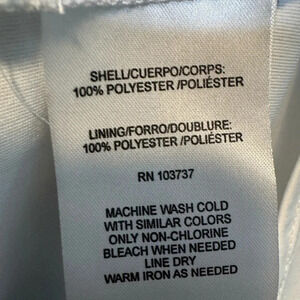 SHELL/CUERPO/CORPS:
100% POLYESTER /POLIÉSTER
LINING/FORRO/DOUBLURE:
100% POLYESTER /POLIÉSTER
RN 103737
MACHINE WASH COLD
WITH SIMILAR COLORS
ONLY NON-CHLORINE
BLEACH WHEN NEEDED
LINE DRY
WARM IRON AS NEEDED